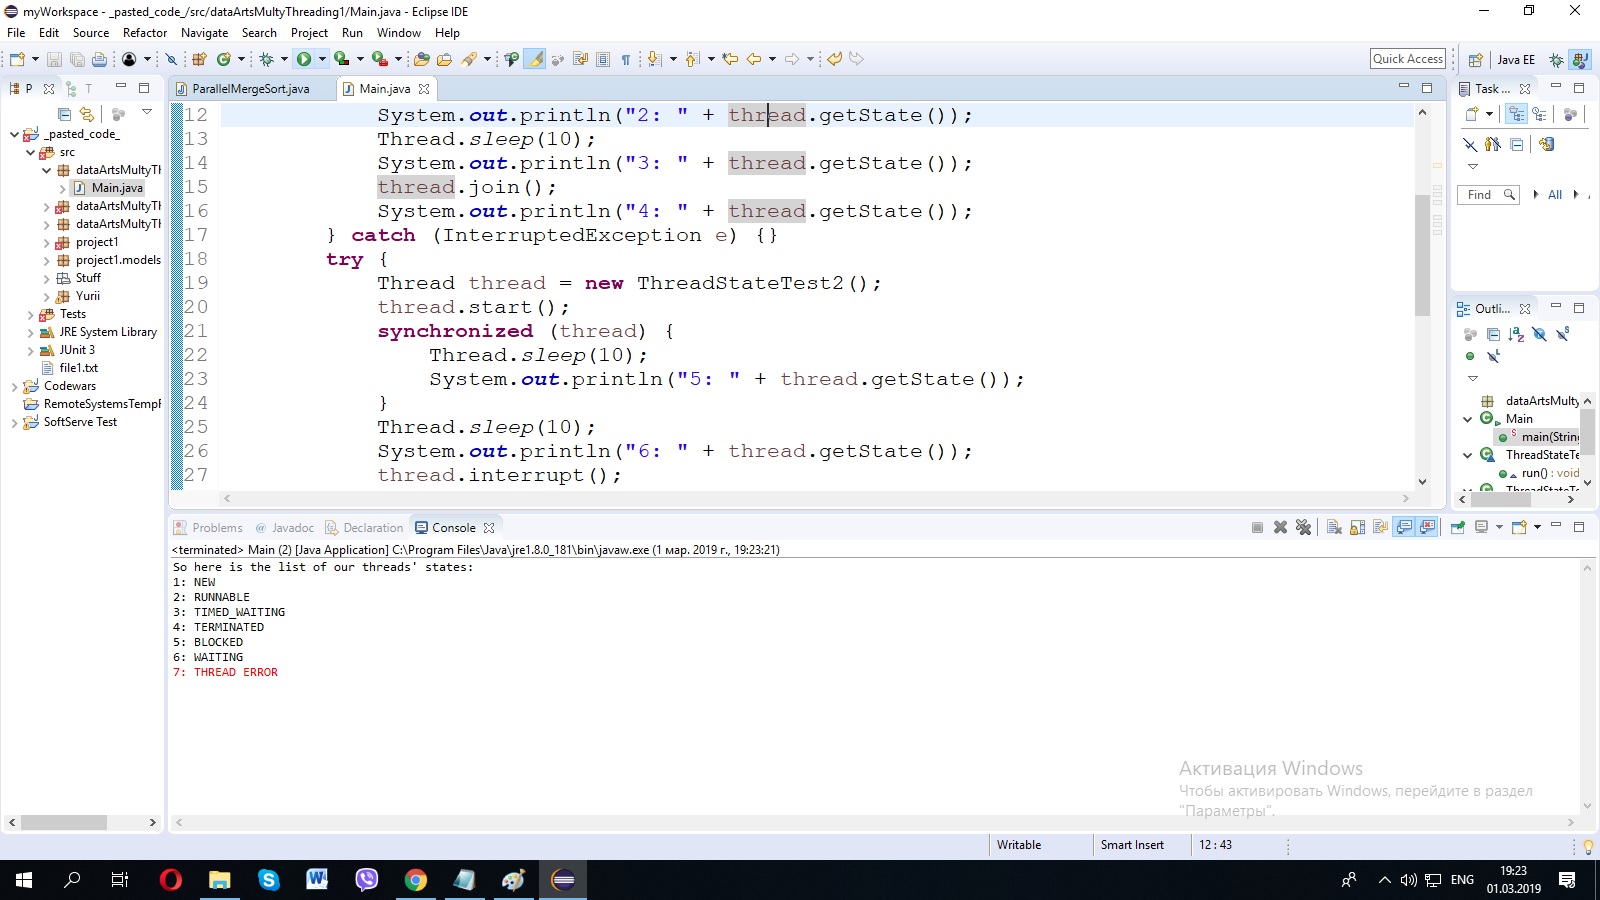 myWorkspace - _pasted_code_/src/dataArtsMultyThreading1/Main.java - Eclipse IDE
File Edit Source Refactor Navigate Search Project Run Window Help
Quick Access
Java EE
P
T
ParallelMergeSort.java
Main.java
Task ...
_pasted_code_
src
dataArtsMultyTh
Main.java
dataArtsMultyTh
dataArtsMultyTh
project1
project1.models
Stuff
Yurii
Tests
JRE System Library
JUnit 3
file1.txt
Codewars
RemoteSystemsTempF
SoftServe Test
12 System.out.println("2: " + thread.getState());
13 Thread.sleep(10);
14 System.out.println("3: " + thread.getState());
15 thread.join();
16 System.out.println("4: " + thread.getState());
17 } catch (InterruptedException e) {}
18 try {
19 Thread thread = new ThreadStateTest2();
20 thread.start();
21 synchronized (thread) {
22 Thread.sleep(10);
23 System.out.println("5: " + thread.getState());
24 }
25 Thread.sleep(10);
26 System.out.println("6: " + thread.getState());
27 thread.interrupt();
Find
All
Outli...
dataArtsMulty
Main
main(String
ThreadStateTe
run() : void
Problems
@ Javadoc
Declaration
Console
<terminated> Main (2) [Java Application] C:\Program Files\Java\jre1.8.0_181\bin\javaw.exe (1 мар. 2019 г., 19:23:21)
So here is the list of our threads' states:
1: NEW
2: RUNNABLE
3: TIMED_WAITING
4: TERMINATED
5: BLOCKED
6: WAITING
7: THREAD ERROR
Активация Windows
Чтобы активировать Windows, перейдите в раздел
"Параметры".
Writable
Smart Insert
12 : 43
ENG
19:23
01.03.2019